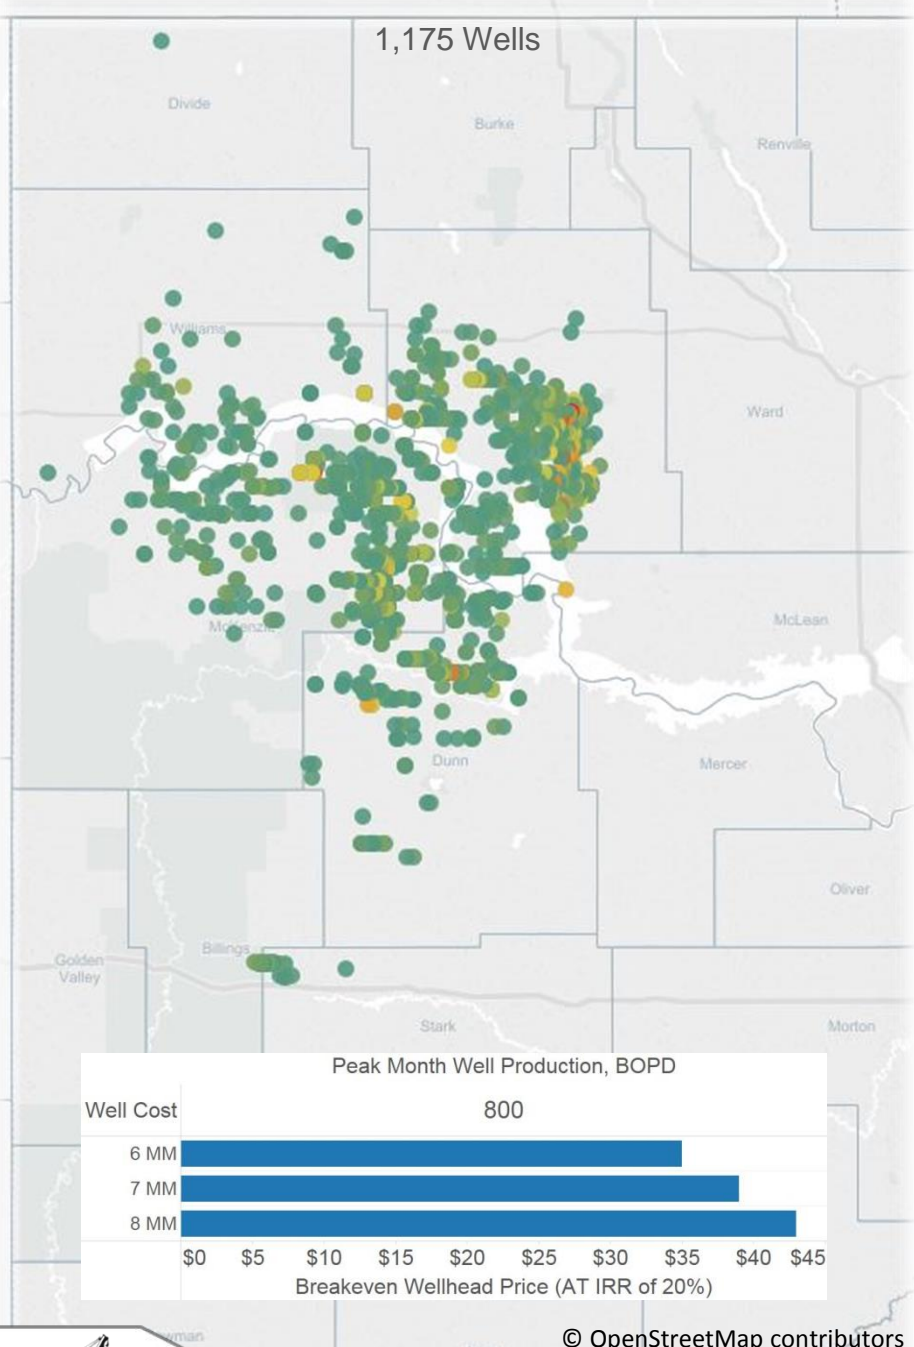 1,175 Wells
Divide
Burke
Renville
Williams
Ward
McKenzie
McLean
Dunn
Mercer
Oliver
Billings
Golden
Valley
Stark
Morton
Peak Month Well Production, BOPD
Well Cost 800
6 MM
7 MM
8 MM
$0 $5 $10 $15 $20 $25 $30 $35 $40 $45
Breakeven Wellhead Price (AT IRR of 20%)
© OpenStreetMap contributors